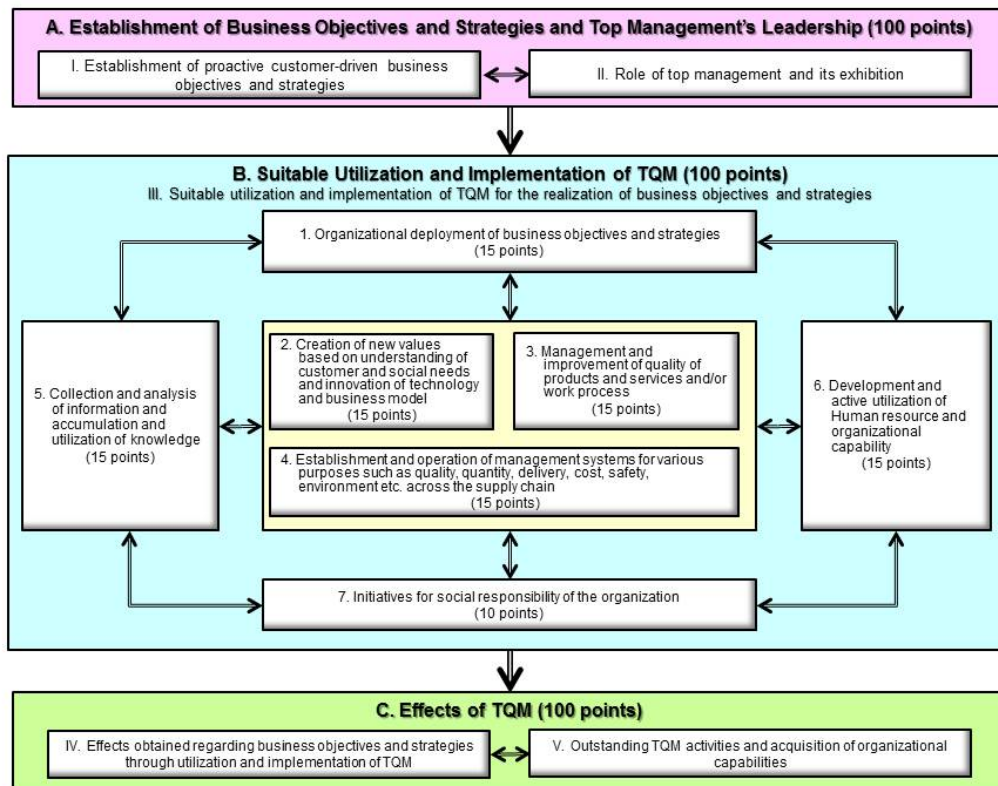 A. Establishment of Business Objectives and Strategies and Top Management's Leadership (100 points)
I. Establishment of proactive customer-driven business
objectives and strategies
II. Role of top management and its exhibition
B. Suitable Utilization and Implementation of TQM (100 points)
III. Suitable utilization and implementation of TQM for the realization of business objectives and strategies
1. Organizational deployment of business objectives and strategies
(15 points)
2. Creation of new values
based on understanding of
customer and social needs
and innovation of technology
and business model
(15 points)
3. Management and
improvement of quality of
products and services and/or
work process
(15 points)
5. Collection and analysis
of information and
accumulation and
utilization of knowledge
(15 points)
6. Development and
active utilization of
Human resource and
organizational
capability
(15 points)
4. Establishment and operation of management systems for various
purposes such as quality, quantity, delivery, cost, safety,
environment etc. across the supply chain
(15 points)
7. Initiatives for social responsibility of the organization
(10 points)
C. Effects of TQM (100 points)
IV. Effects obtained regarding business objectives and strategies
through utilization and implementation of TQM
V. Outstanding TQM activities and acquisition of organizational
capabilities